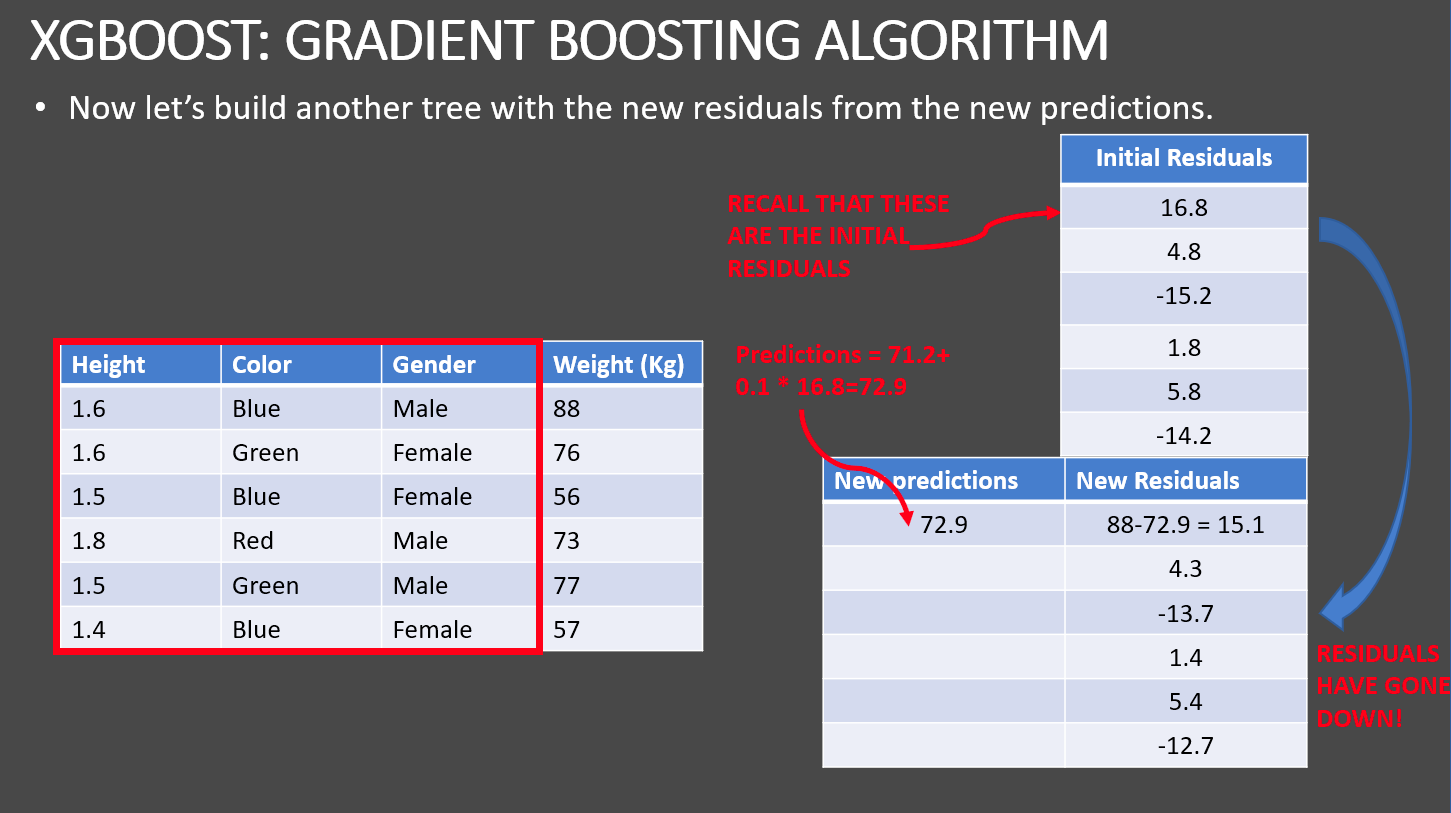 XGBOOST: GRADIENT BOOSTING ALGORITHM
• Now let’s build another tree with the new residuals from the new predictions.
Initial Residuals
16.8
4.8
-15.2
1.8
5.8
-14.2
RECALL THAT THESE
ARE THE INITIAL
RESIDUALS
Predictions = 71.2+
0.1 * 16.8=72.9
Height Color Gender Weight (Kg)
1.6 Blue Male 88
1.6 Green Female 76
1.5 Blue Female 56
1.8 Red Male 73
1.5 Green Male 77
1.4 Blue Female 57
New predictions New Residuals
72.9 88-72.9 = 15.1
4.3
-13.7
1.4
5.4
-12.7
RESIDUALS
HAVE GONE
DOWN!